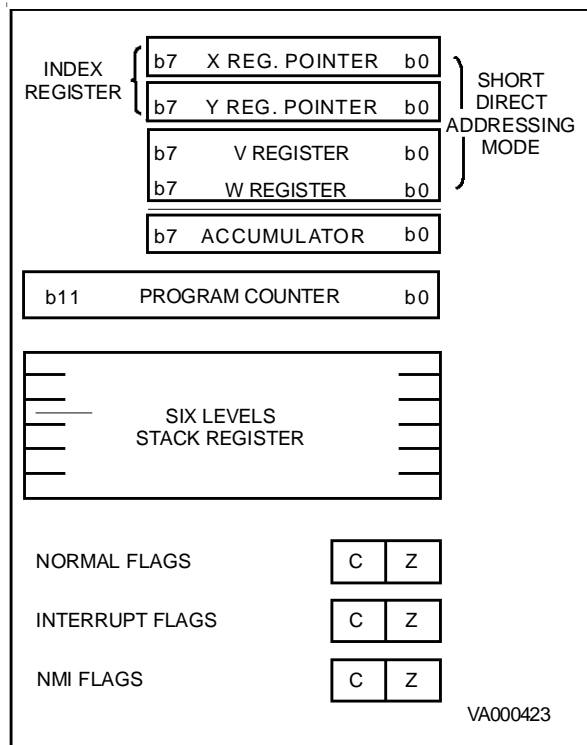 INDEX
REGISTER
b7 X REG. POINTER b0
b7 Y REG. POINTER b0
b7 V REGISTER b0
b7 W REGISTER b0
b7 ACCUMULATOR b0
SHORT
DIRECT
ADDRESSING
MODE
b11 PROGRAM COUNTER b0
SIX LEVELS
STACK REGISTER
NORMAL FLAGS C Z
INTERRUPT FLAGS C Z
NMI FLAGS C Z
VA000423